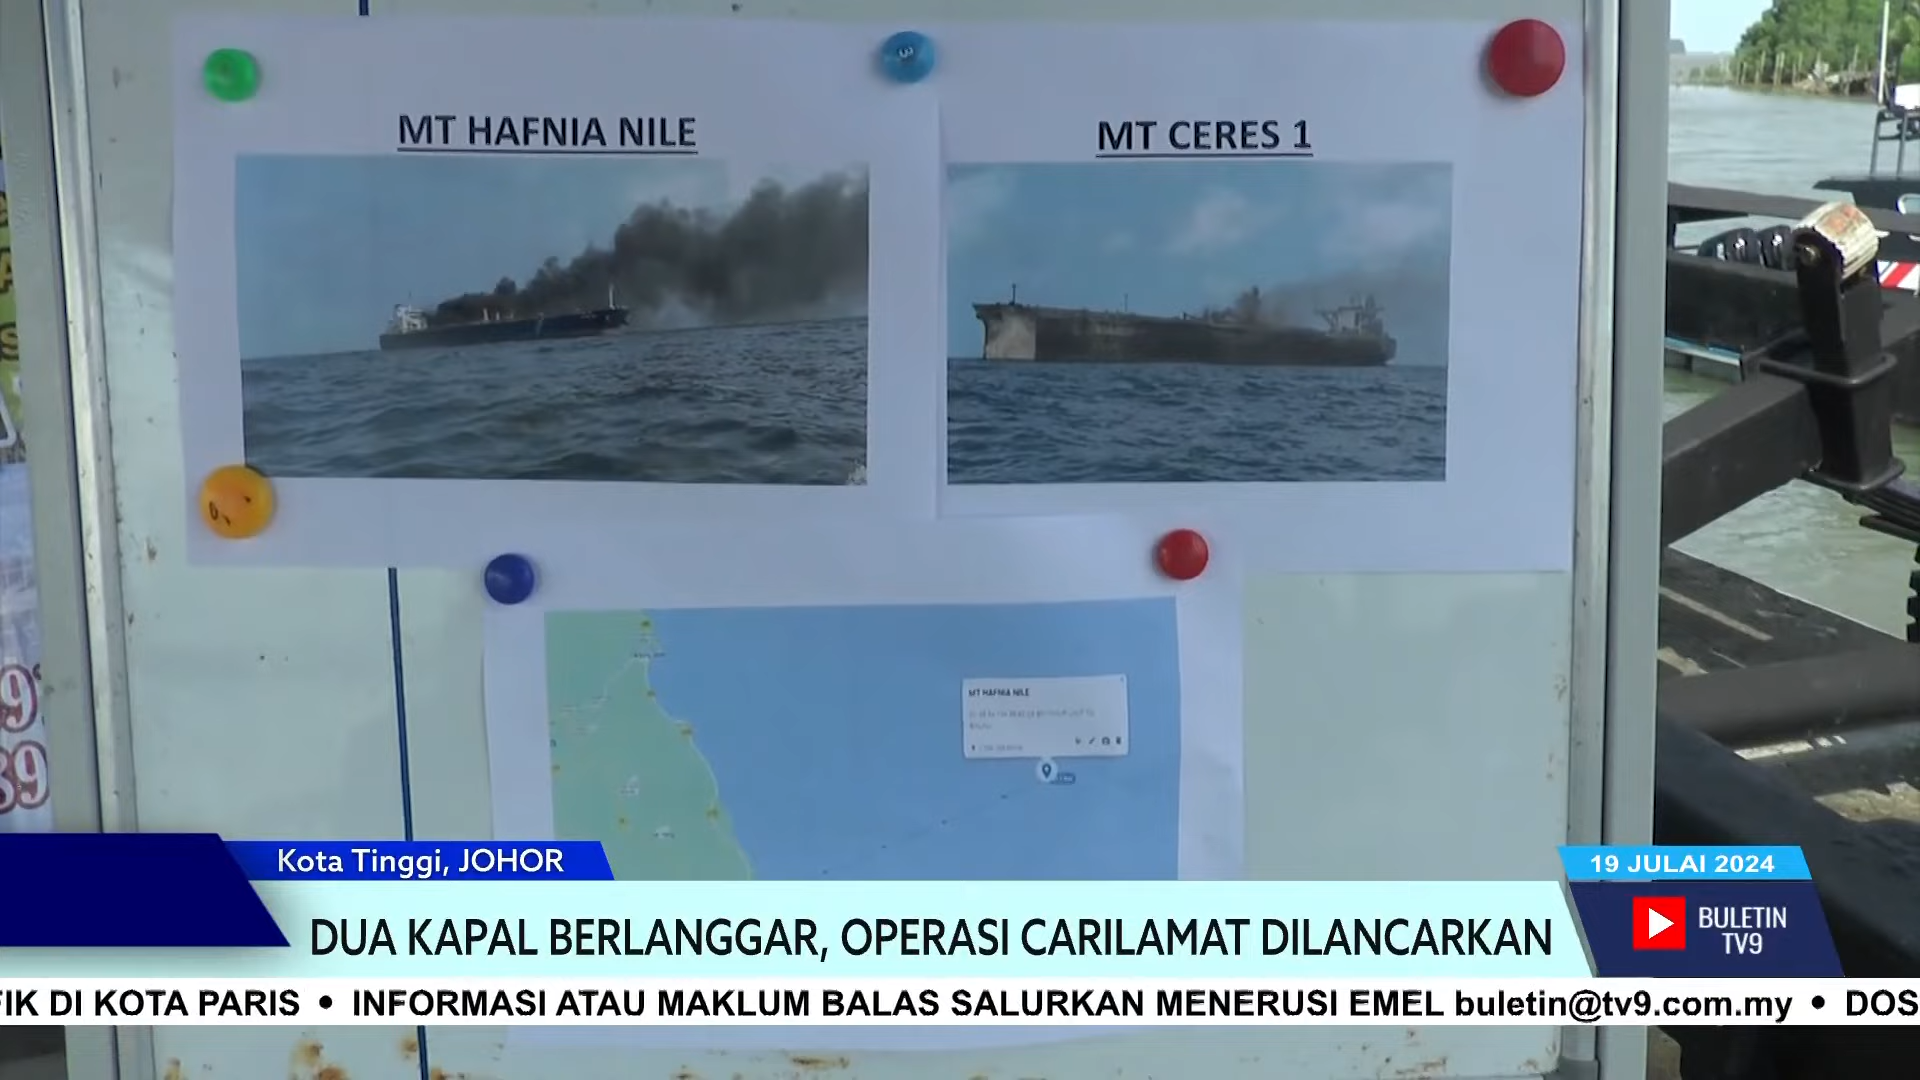 MT HAFNIA NILE
MT CERES 1
MT HAFNIA NILE
Kota Tinggi, JOHOR
19 JULAI 2024
DUA KAPAL BERLANGGAR, OPERASI CARILAMAT DILANCARKAN
BULETIN
TV9
FIK DI KOTA PARIS • INFORMASI ATAU MAKLUM BALAS SALURKAN MENERUSI EMEL buletin@tv9.com.my • DOS